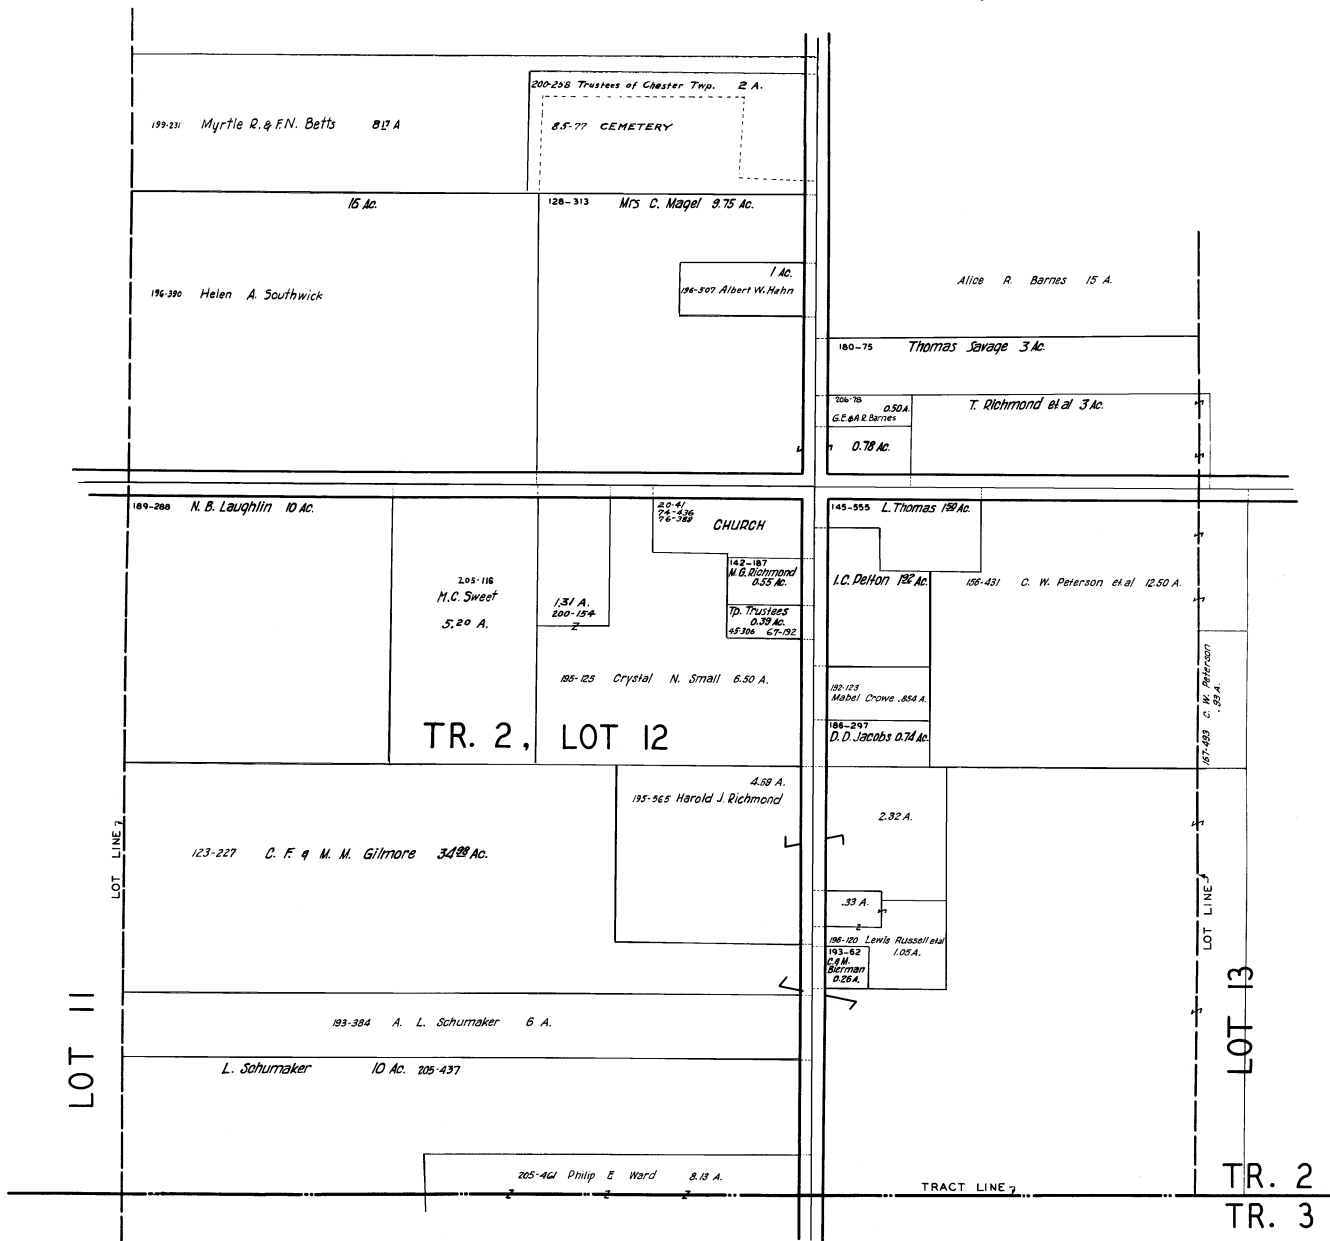 200-258 Trustees of Chester Twp. 2 A.
199-231 Myrtle R. & F.N. Betts 8.17 A
85-77 CEMETERY
16 Ac.
128-313 Mrs C. Magel 9.75 Ac.
1 Ac.
196-507 Albert W. Hahn
196-390 Helen A. Southwick
Alice R. Barnes 15 A.
180-75 Thomas Savage 3 Ac.
206-78 0.50 A.
G.E. & A.R. Barnes
T. Richmond et al 3 Ac.
0.78 Ac.
189-288 N. B. Laughlin 10 Ac.
20-41
74-436
76-388
CHURCH
145-555 L. Thomas 1.50 Ac.
142-187
M.G. Richmond
0.55 Ac.
205-116
M.C. Sweet
5.20 A.
1.31 A.
200-154
I.C. Pelton 1.22 Ac.
156-431 C. W. Peterson et al 12.50 A.
Tp. Trustees
0.39 Ac.
45-306 67-192
195-125 Crystal N. Small 6.50 A.
192-123
Mabel Crowe .854 A.
186-297
D.D. Jacobs 0.74 Ac.
167-493 C. W. Peterson
.93 A.
TR. 2, LOT 12
4.69 A.
195-565 Harold J. Richmond
2.32 A.
LOT LINE
123-227 C. F. & M. M. Gilmore 34.98 Ac.
.33 A.
LOT LINE
196-120 Lewis Russell et al
1.05 A.
193-62
C. & M.
Bierman
0.26 A.
LOT 11
LOT 13
193-384 A. L. Schumaker 6 A.
L. Schumaker 10 Ac. 205-437
205-461 Philip E Ward 8.13 A.
TRACT LINE
TR. 2
TR. 3